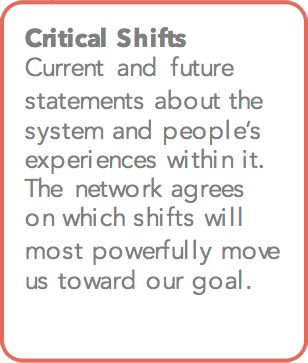 Critical Shifts
Current and future
statements about the
system and people’s
experiences within it.
The network agrees
on which shifts will
most powerfully move
us toward our goal.